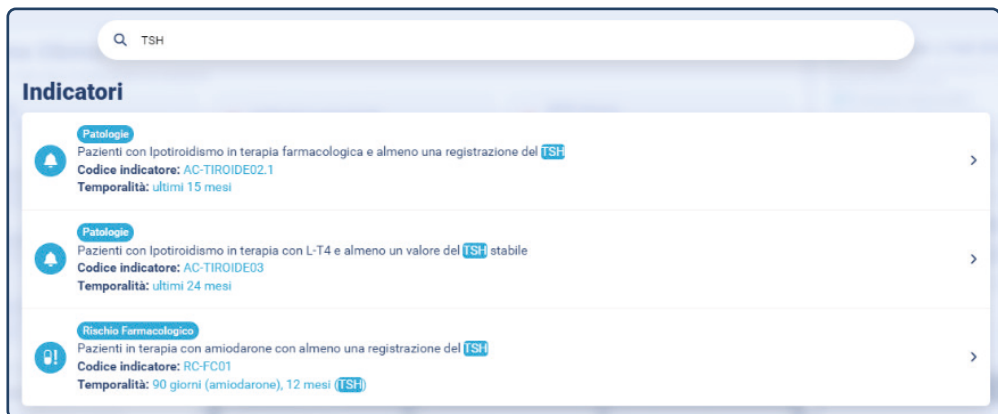 TSH
Indicatori
Patologie
Pazienti con Ipotiroidismo in terapia farmacologica e almeno una registrazione del TSH
Codice indicatore: AC-TIROIDE02.1
Temporalità: ultimi 15 mesi
Patologie
Pazienti con Ipotiroidismo in terapia con L-T4 e almeno un valore del TSH stabile
Codice indicatore: AC-TIROIDE03
Temporalità: ultimi 24 mesi
Rischio Farmacologico
Pazienti in terapia con amiodarone con almeno una registrazione del TSH
Codice indicatore: RC-FC01
Temporalità: 90 giorni (amiodarone), 12 mesi (TSH)